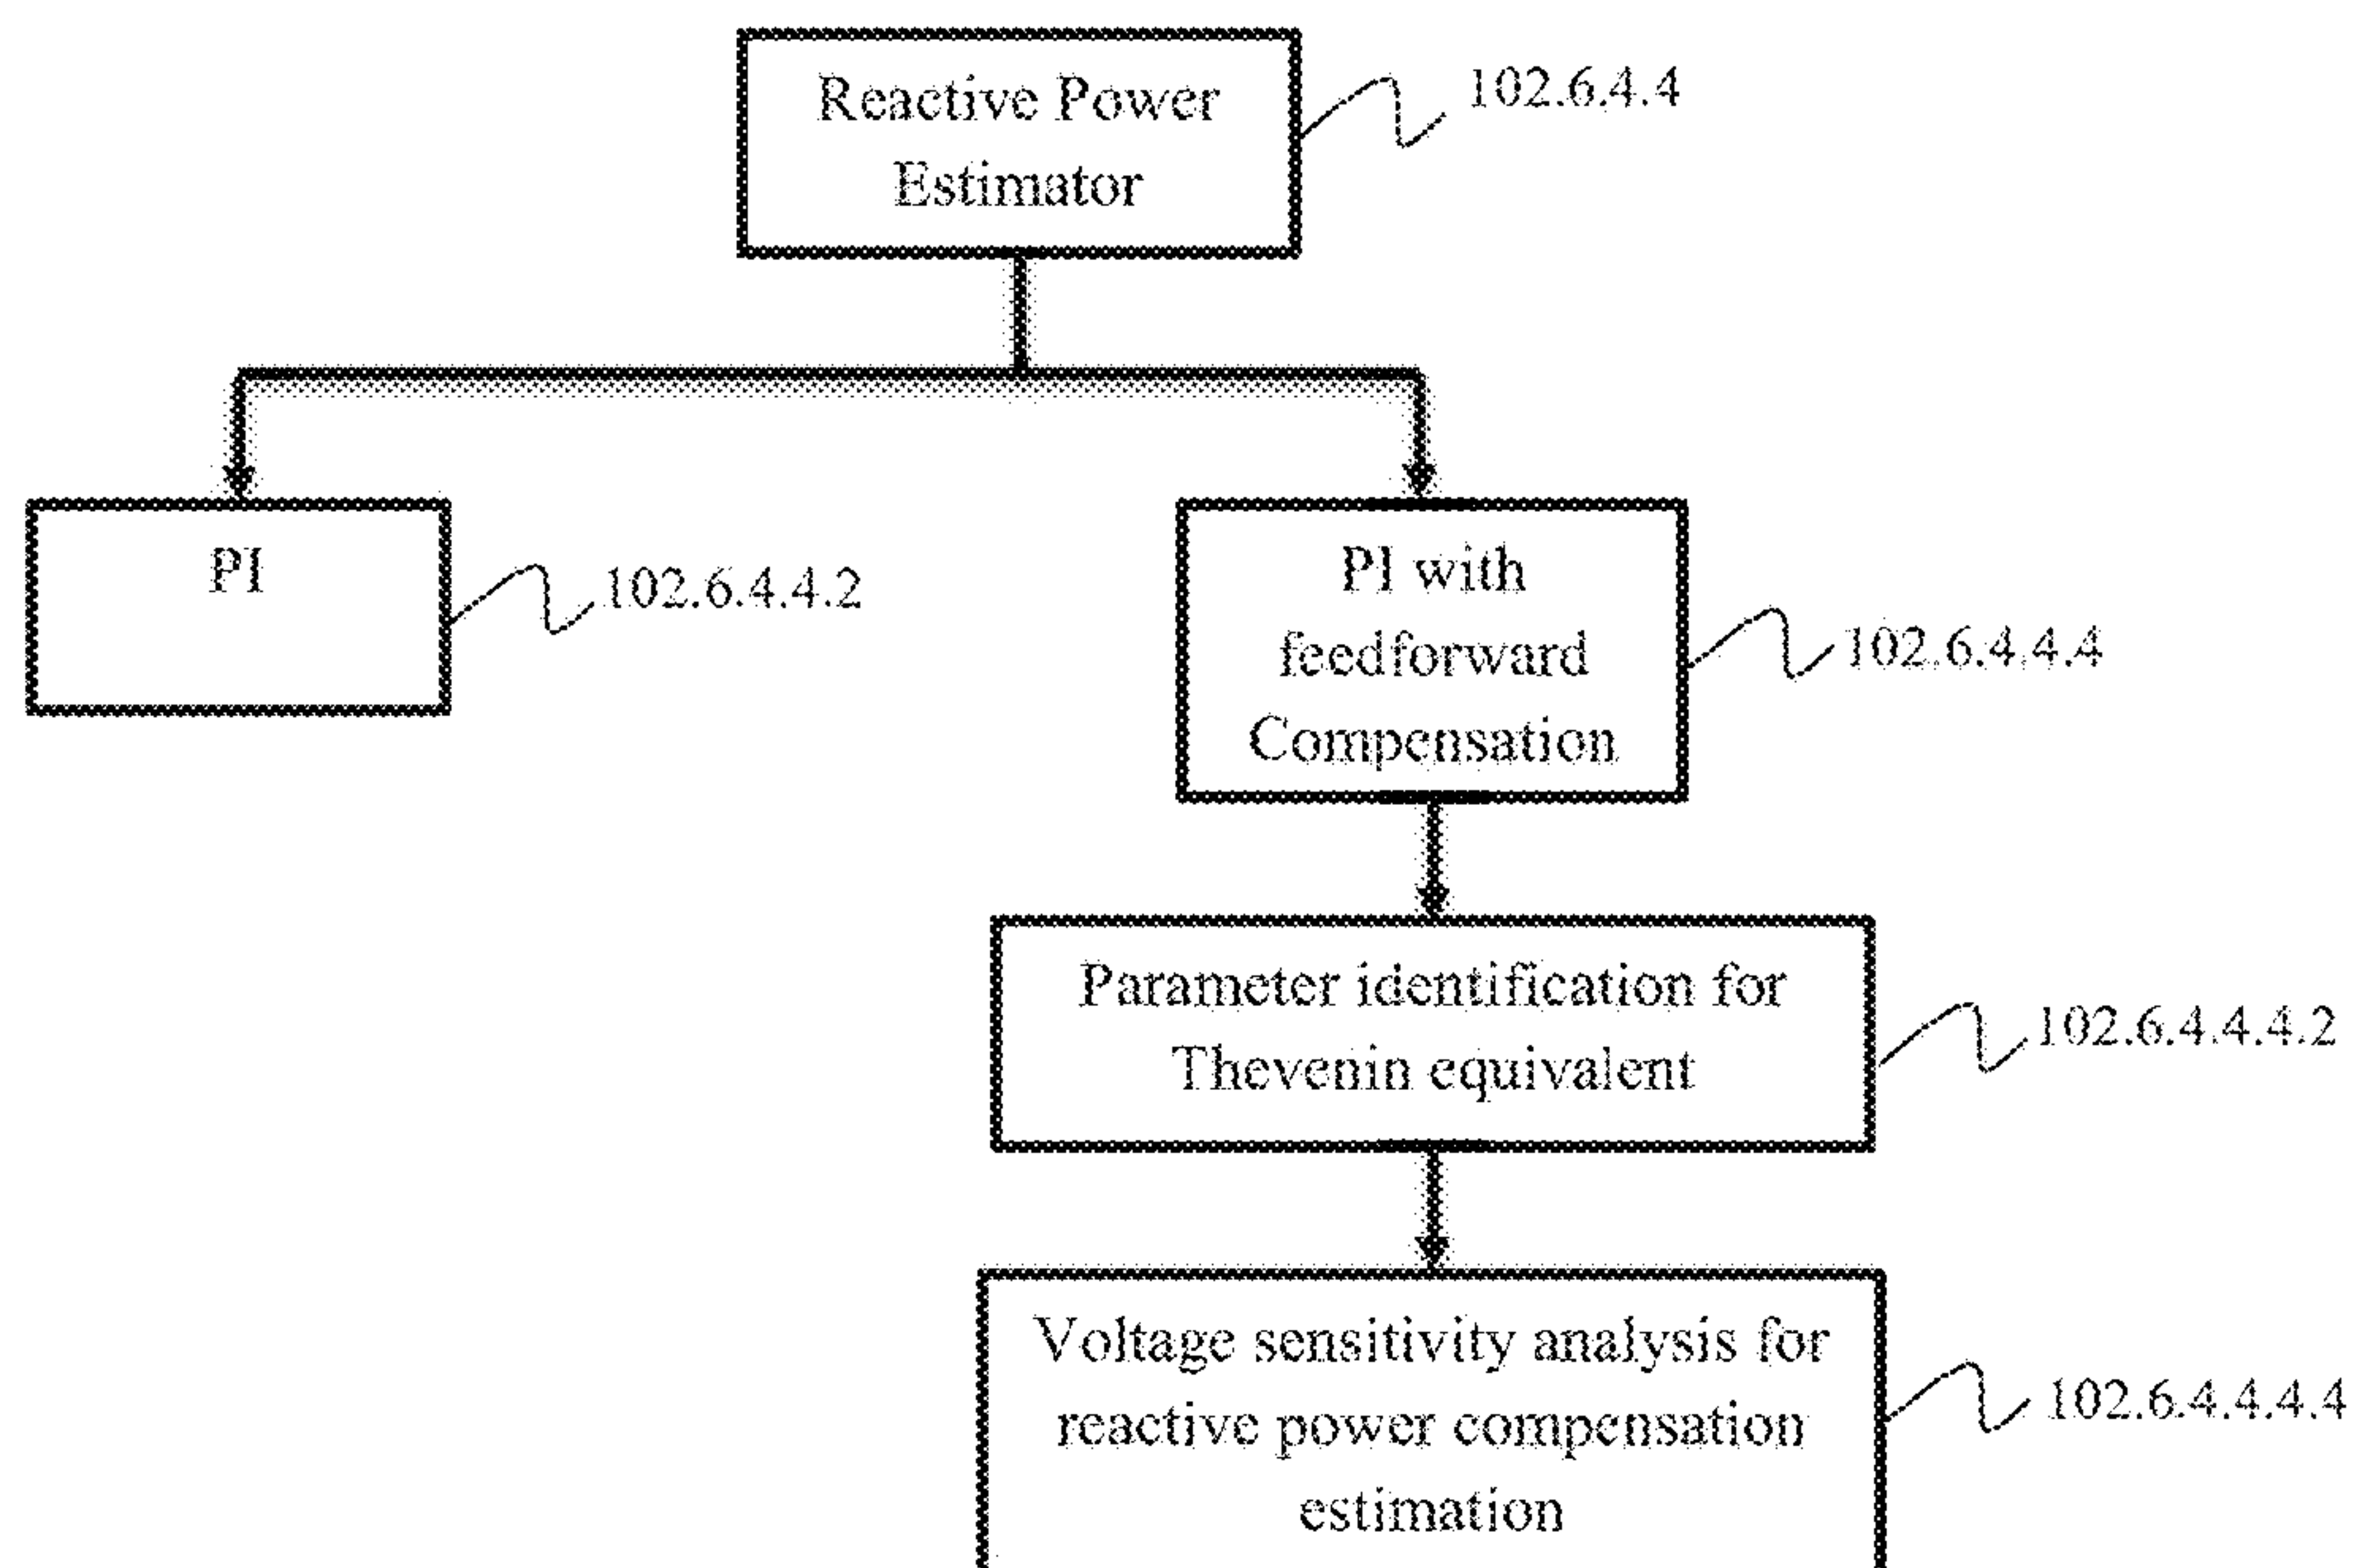 Reactive Power
Estimator
102.6.4.4
PI
102.6.4.4.2
PI with
feedforward
Compensation
102.6.4.4.4
Parameter identification for
Thevenin equivalent
102.6.4.4.4.2
Voltage sensitivity analysis for
reactive power compensation
estimation
102.6.4.4.4.4